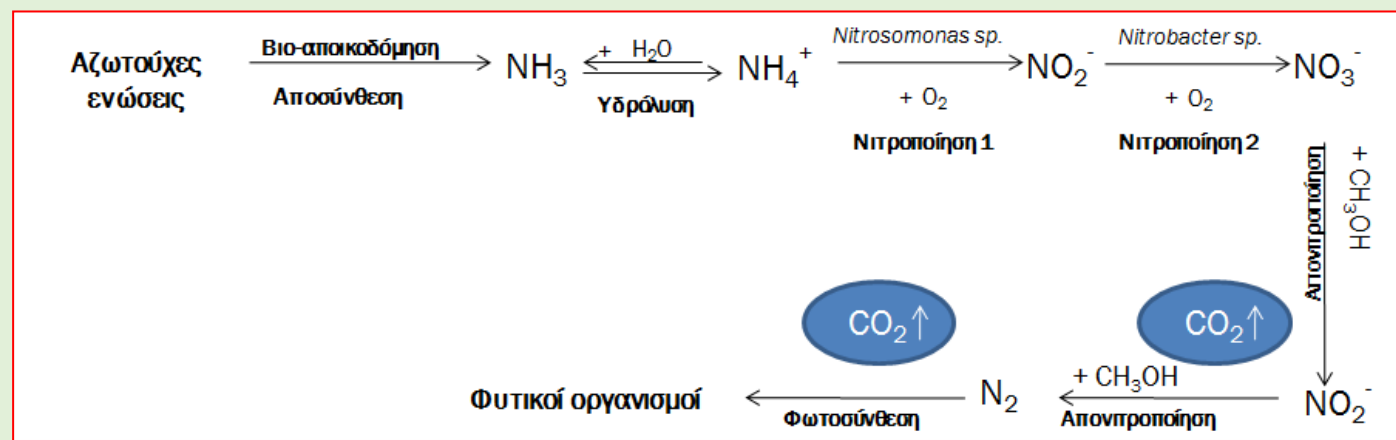 Αζωτούχες
ενώσεις
Βιο-αποικοδόμηση
Αποσύνθεση
NH₃
+ H₂O
Υδρόλυση
NH₄⁺
Nitrosomonas sp.
+ O₂
Νιτροποίηση 1
NO₂⁻
Nitrobacter sp.
+ O₂
Νιτροποίηση 2
NO₃⁻
Απονιτροποίηση
+ CH₃OH
CO₂↑
CO₂↑
NO₂⁻
+ CH₃OH
Απονιτροποίηση
N₂
Φωτοσύνθεση
Φυτικοί οργανισμοί